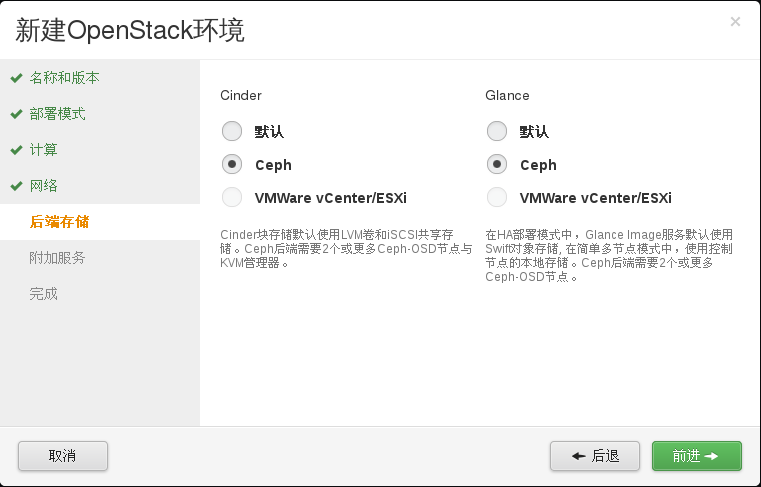 新建OpenStack环境
×
名称和版本
部署模式
计算
网络
后端存储
附加服务
完成
Cinder
默认
Ceph
VMWare vCenter/ESXi
Cinder块存储默认使用LVM卷和iSCSI共享存
储。Ceph后端需要2个或更多Ceph-OSD节点与
KVM管理器。
Glance
默认
Ceph
VMWare vCenter/ESXi
在HA部署模式中，Glance Image服务默认使用
Swift对象存储, 在简单多节点模式中，使用控制
节点的本地存储。Ceph后端需要2个或更多
Ceph-OSD节点。
取消
后退
前进